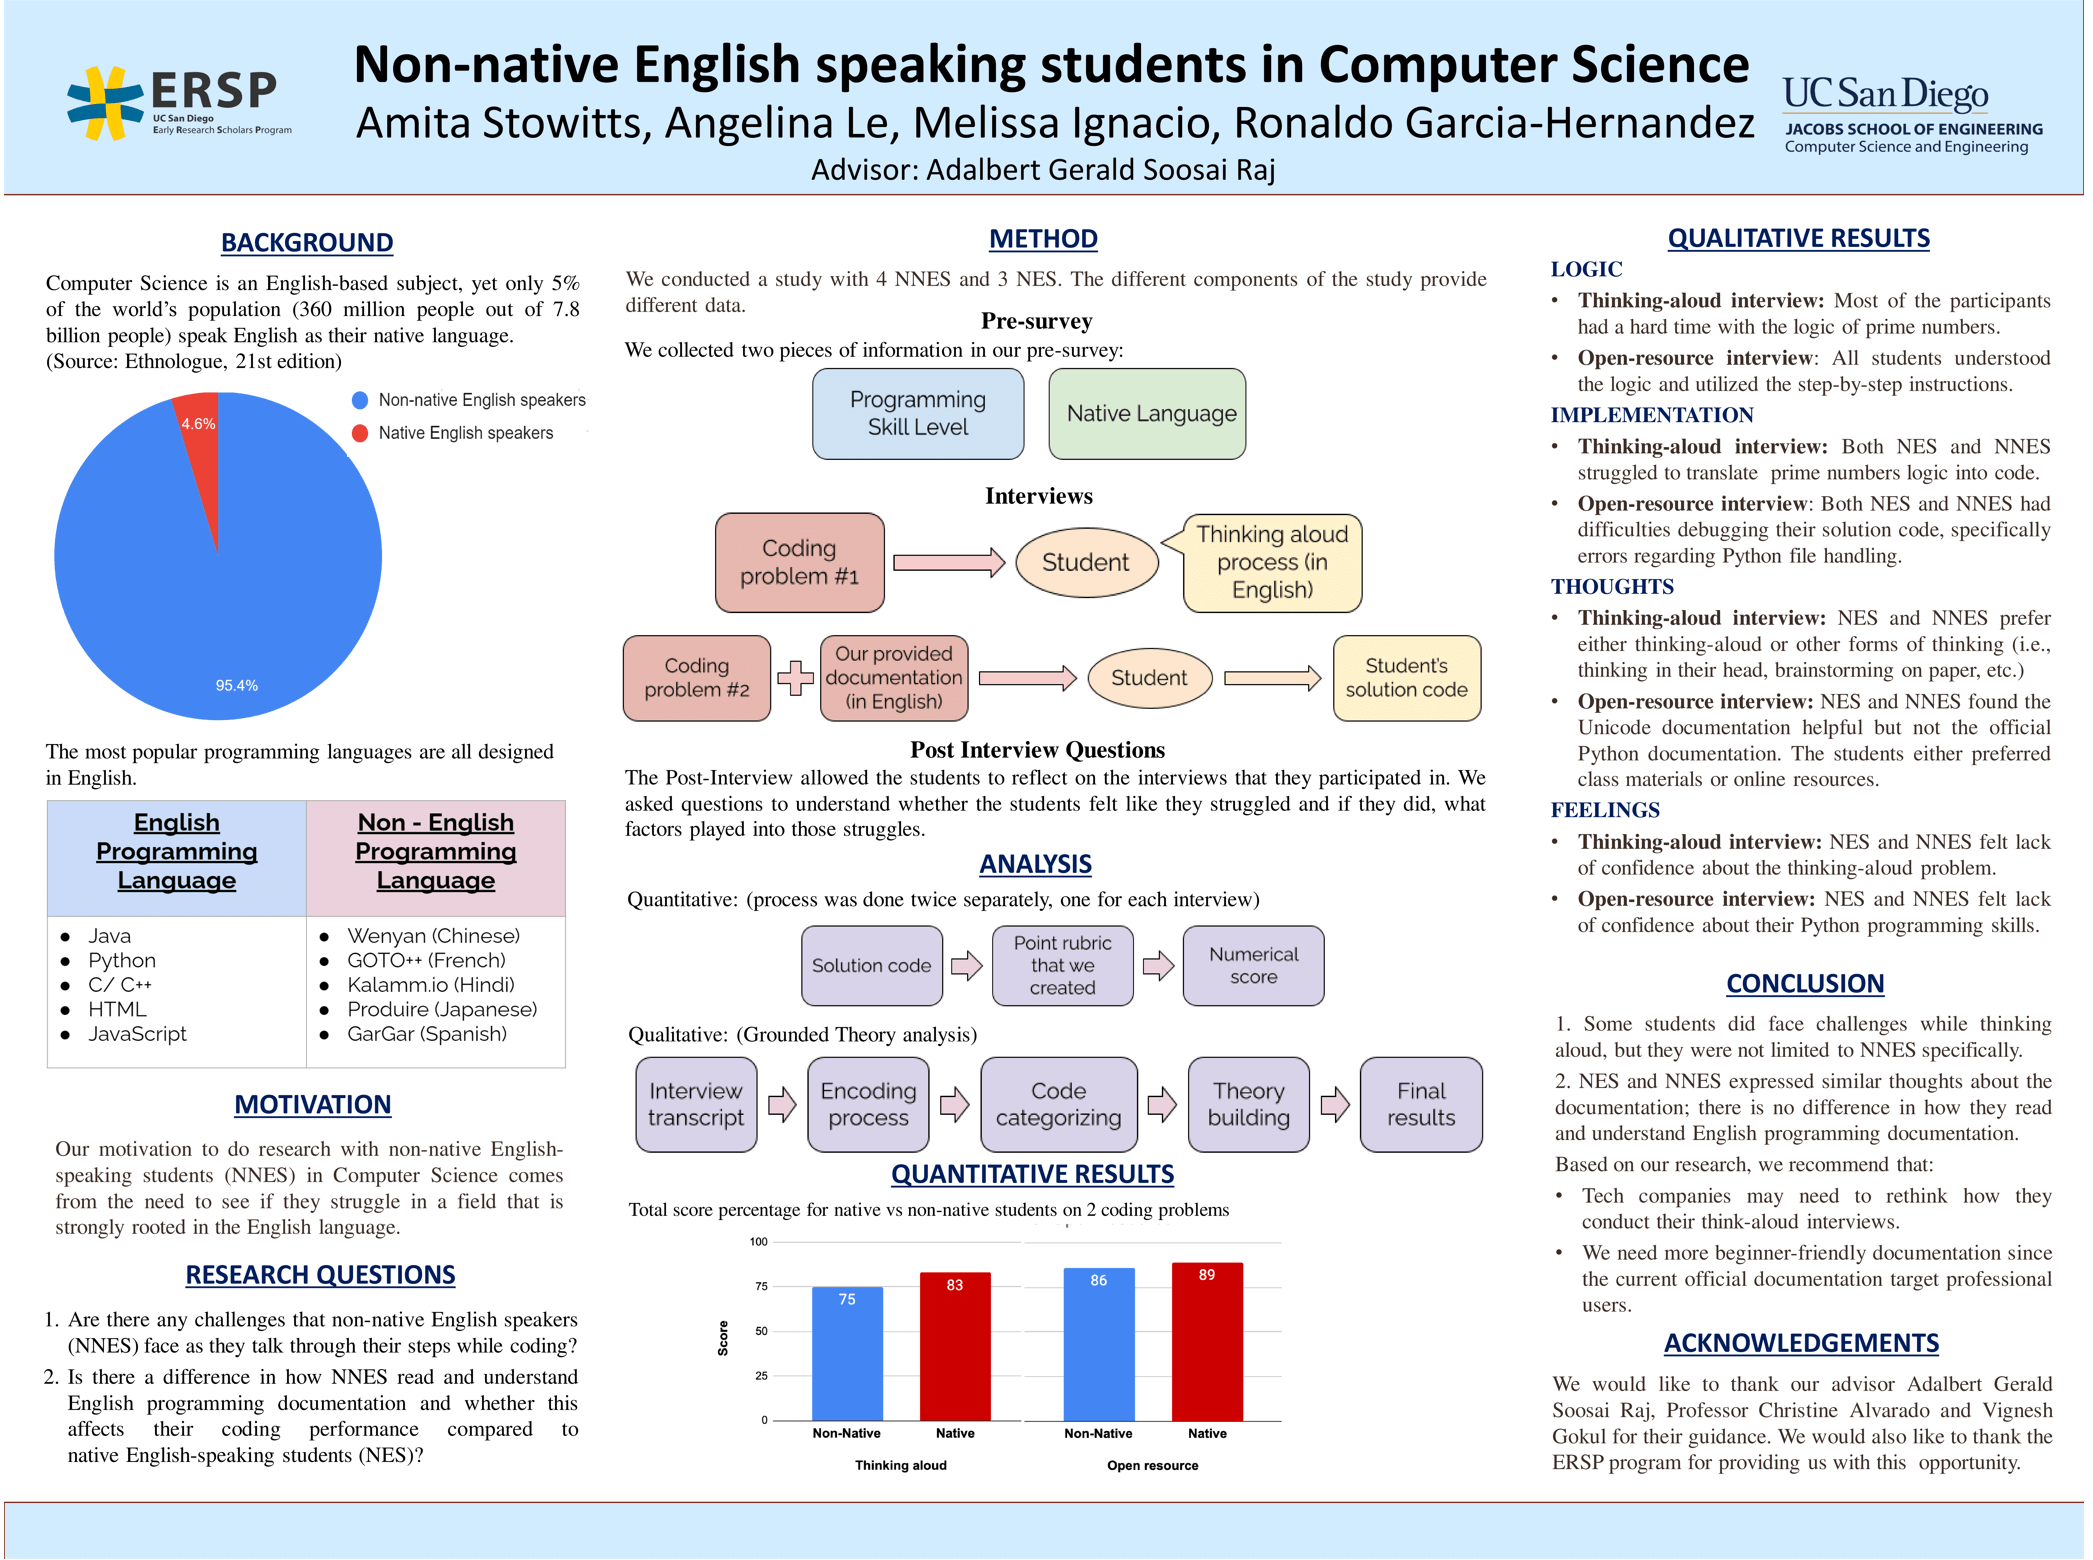 ERSP
UC San Diego
Early Research Scholars Program
Non-native English speaking students in Computer Science
Amita Stowitts, Angelina Le, Melissa Ignacio, Ronaldo Garcia-Hernandez
Advisor: Adalbert Gerald Soosai Raj
UC San Diego
JACOBS SCHOOL OF ENGINEERING
Computer Science and Engineering
BACKGROUND
Computer Science is an English-based subject, yet only 5%
of the world's population (360 million people out of 7.8
billion people) speak English as their native language.
(Source: Ethnologue, 21st edition)
Non-native English speakers
Native English speakers
4.6%
95.4%
The most popular programming languages are all designed
in English.
English
Programming
Language
Non - English
Programming
Language
● Java
● Python
● C/ C++
● HTML
● JavaScript
● Wenyan (Chinese)
● GOTO++ (French)
● Kalamm.io (Hindi)
● Produire (Japanese)
● GarGar (Spanish)
MOTIVATION
Our motivation to do research with non-native English-
speaking students (NNES) in Computer Science comes
from the need to see if they struggle in a field that is
strongly rooted in the English language.
RESEARCH QUESTIONS
1. Are there any challenges that non-native English speakers
(NNES) face as they talk through their steps while coding?
2. Is there a difference in how NNES read and understand
English programming documentation and whether this
affects their coding performance compared to
native English-speaking students (NES)?
METHOD
We conducted a study with 4 NNES and 3 NES. The different components of the study provide
different data.
Pre-survey
We collected two pieces of information in our pre-survey:
Programming
Skill Level
Native Language
Interviews
Coding
problem #1
Student
Thinking aloud
process (in
English)
Coding
problem #2
Our provided
documentation
(in English)
Student
Student's
solution code
Post Interview Questions
The Post-Interview allowed the students to reflect on the interviews that they participated in. We
asked questions to understand whether the students felt like they struggled and if they did, what
factors played into those struggles.
ANALYSIS
Quantitative: (process was done twice separately, one for each interview)
Solution code
Point rubric
that we
created
Numerical
score
Qualitative: (Grounded Theory analysis)
Interview
transcript
Encoding
process
Code
categorizing
Theory
building
Final
results
QUANTITATIVE RESULTS
Total score percentage for native vs non-native students on 2 coding problems
Score
100
75
50
25
0
75
83
86
89
Non-Native
Native
Non-Native
Native
Thinking aloud
Open resource
QUALITATIVE RESULTS
LOGIC
• Thinking-aloud interview: Most of the participants
had a hard time with the logic of prime numbers.
• Open-resource interview: All students understood
the logic and utilized the step-by-step instructions.
IMPLEMENTATION
• Thinking-aloud interview: Both NES and NNES
struggled to translate prime numbers logic into code.
• Open-resource interview: Both NES and NNES had
difficulties debugging their solution code, specifically
errors regarding Python file handling.
THOUGHTS
• Thinking-aloud interview: NES and NNES prefer
either thinking-aloud or other forms of thinking (i.e.,
thinking in their head, brainstorming on paper, etc.)
• Open-resource interview: NES and NNES found the
Unicode documentation helpful but not the official
Python documentation. The students either preferred
class materials or online resources.
FEELINGS
• Thinking-aloud interview: NES and NNES felt lack
of confidence about the thinking-aloud problem.
• Open-resource interview: NES and NNES felt lack
of confidence about their Python programming skills.
CONCLUSION
1. Some students did face challenges while thinking
aloud, but they were not limited to NNES specifically.
2. NES and NNES expressed similar thoughts about the
documentation; there is no difference in how they read
and understand English programming documentation.
Based on our research, we recommend that:
• Tech companies may need to rethink how they
conduct their think-aloud interviews.
• We need more beginner-friendly documentation since
the current official documentation target professional
users.
ACKNOWLEDGEMENTS
We would like to thank our advisor Adalbert Gerald
Soosai Raj, Professor Christine Alvarado and Vignesh
Gokul for their guidance. We would also like to thank the
ERSP program for providing us with this opportunity.